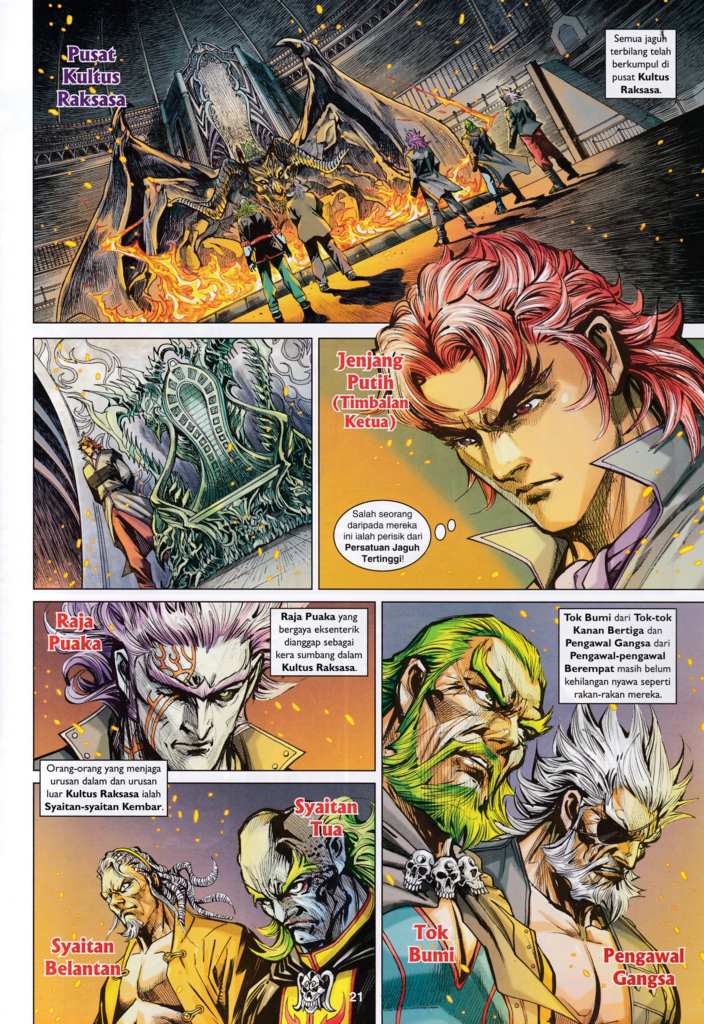 Pusat
Kultus
Raksasa
Semua jaguh
terbilang telah
berkumpul di
pusat Kultus
Raksasa.
Jenjang
Putih
(Timbalan
Ketua)
Salah seorang
daripada mereka
ini ialah perisik dari
Persatuan Jaguh
Tertinggi!
Raja
Puaka
Raja Puaka yang
bergaya eksenterik
dianggap sebagai
kera sumbang dalam
Kultus Raksasa.
Tok Bumi dari Tok-tok
Kanan Bertiga dan
Pengawal Gangsa dari
Pengawal-pengawal
Berempat masih belum
kehilangan nyawa seperti
rakan-rakan mereka.
Orang-orang yang menjaga
urusan dalam dan urusan
luar Kultus Raksasa ialah
Syaitan-syaitan Kembar.
Syaitan
Tua
Syaitan
Belantan
Tok
Bumi
Pengawal
Gangsa
21